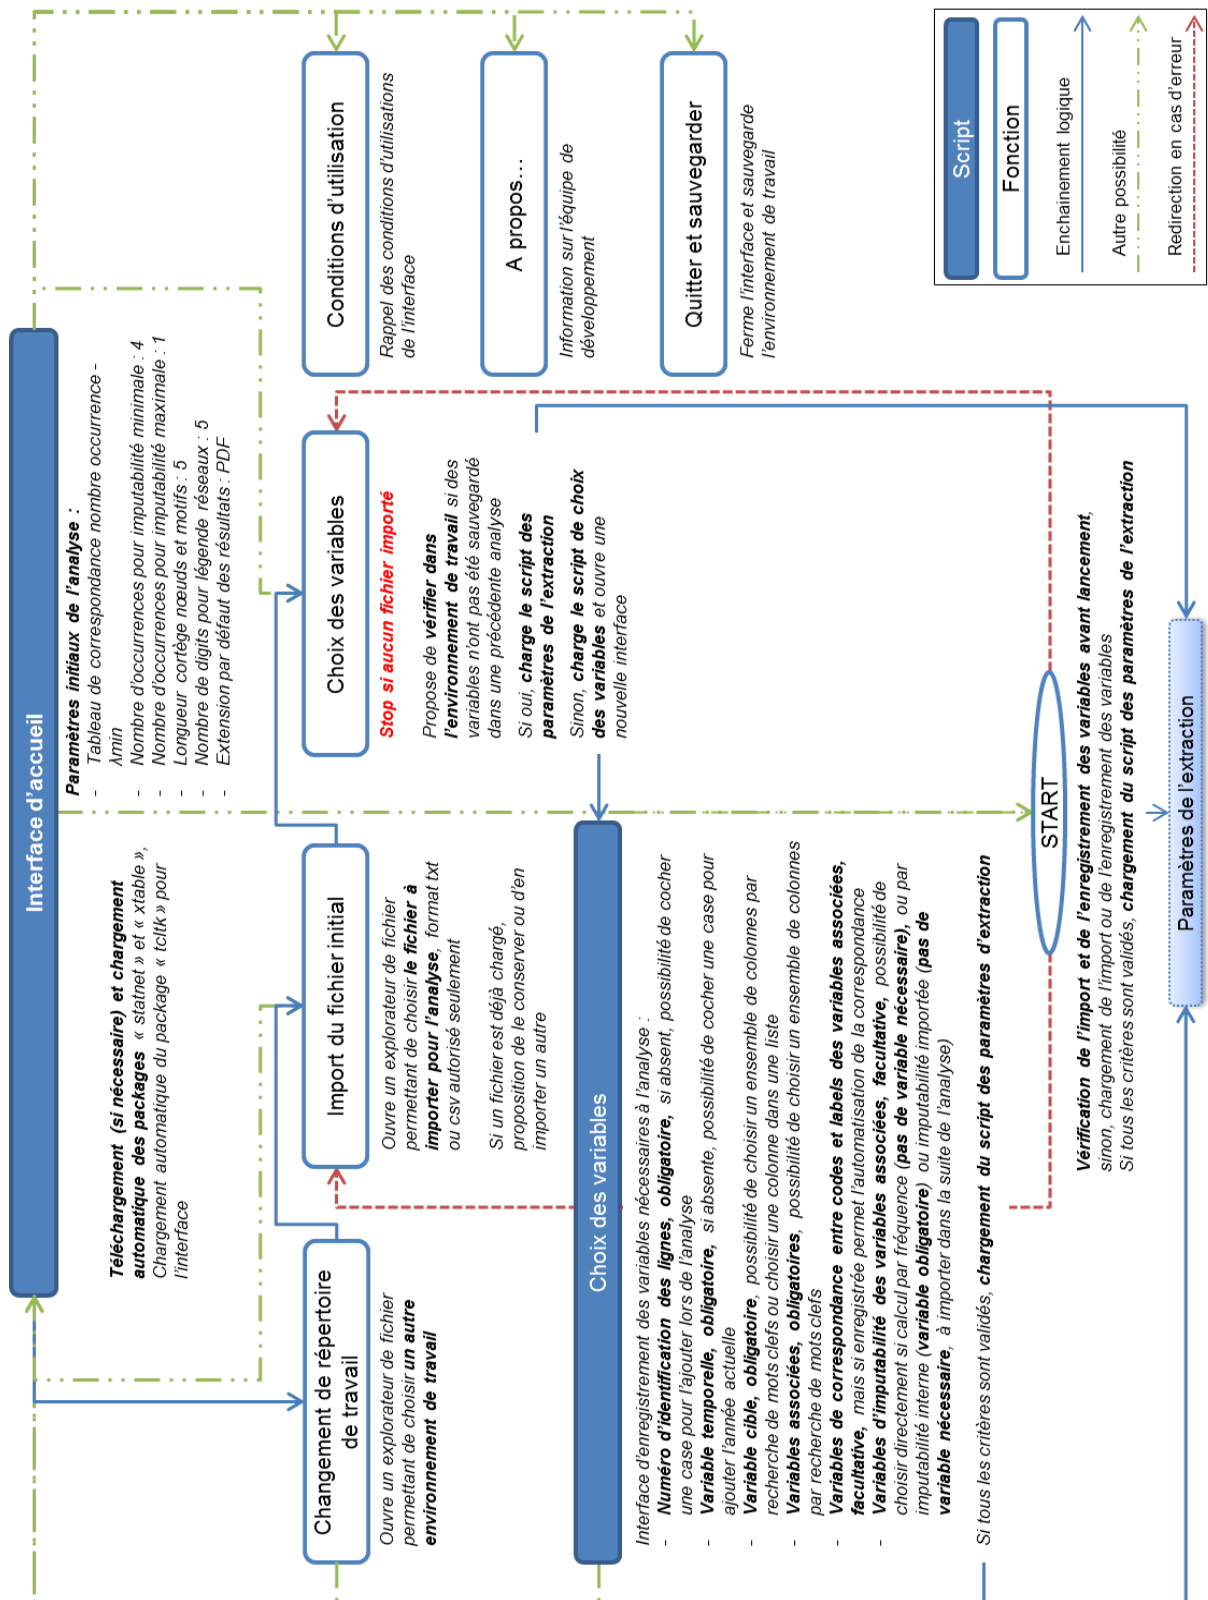 Interface d'accueil
Téléchargement (si nécessaire) et chargement
automatique des packages « statnet » et « xtable »,
Chargement automatique du package « tcltk » pour
l'interface
Paramètres initiaux de l'analyse :
- Tableau de correspondance nombre occurrence -
λmin
- Nombre d'occurrences pour imputabilité minimale : 4
- Nombre d'occurrences pour imputabilité maximale : 1
- Longueur cortège nœuds et motifs : 5
- Nombre de digits pour légende réseaux : 5
- Extension par défaut des résultats : PDF
Changement de répertoire
de travail
Ouvre un explorateur de fichier
permettant de choisir un autre
environnement de travail
Import du fichier initial
Ouvre un explorateur de fichier
permettant de choisir le fichier à
importer pour l'analyse, format txt
ou csv autorisé seulement
Si un fichier est déjà chargé,
proposition de le conserver ou d'en
importer un autre
Choix des variables
Stop si aucun fichier importé
Propose de vérifier dans
l'environnement de travail si des
variables n'ont pas été sauvegardé
dans une précédente analyse
Si oui, charge le script des
paramètres de l'extraction
Sinon, charge le script de choix
des variables et ouvre une
nouvelle interface
Conditions d'utilisation
Rappel des conditions d'utilisations
de l'interface
A propos...
Information sur l'équipe de
développement
Quitter et sauvegarder
Ferme l'interface et sauvegarde
l'environnement de travail
Choix des variables
Interface d'enregistrement des variables nécessaires à l'analyse :
- Numéro d'identification des lignes, obligatoire, si absent, possibilité de cocher
une case pour l'ajouter lors de l'analyse
- Variable temporelle, obligatoire, si absente, possibilité de cocher une case pour
ajouter l'année actuelle
- Variable cible, obligatoire, possibilité de choisir un ensemble de colonnes par
recherche de mots clefs ou choisir une colonne dans une liste
- Variables associées, obligatoires, possibilité de choisir un ensemble de colonnes
par recherche de mots clefs
- Variables de correspondance entre codes et labels des variables associées,
facultative, mais si enregistrée permet l'automatisation de la correspondance
- Variables d'imputabilité des variables associées, facultative, possibilité de
choisir directement si calcul par fréquence (pas de variable nécessaire), ou par
imputabilité interne (variable obligatoire) ou imputabilité importée (pas de
variable nécessaire, à importer dans la suite de l'analyse)
Si tous les critères sont validés, chargement du script des paramètres d'extraction
START
Vérification de l'import et de l'enregistrement des variables avant lancement,
sinon, chargement de l'import ou de l'enregistrement des variables
Si tous les critères sont validés, chargement du script des paramètres de l'extraction
Paramètres de l'extraction
Script
Fonction
Enchainement logique
Autre possibilité
Redirection en cas d'erreur